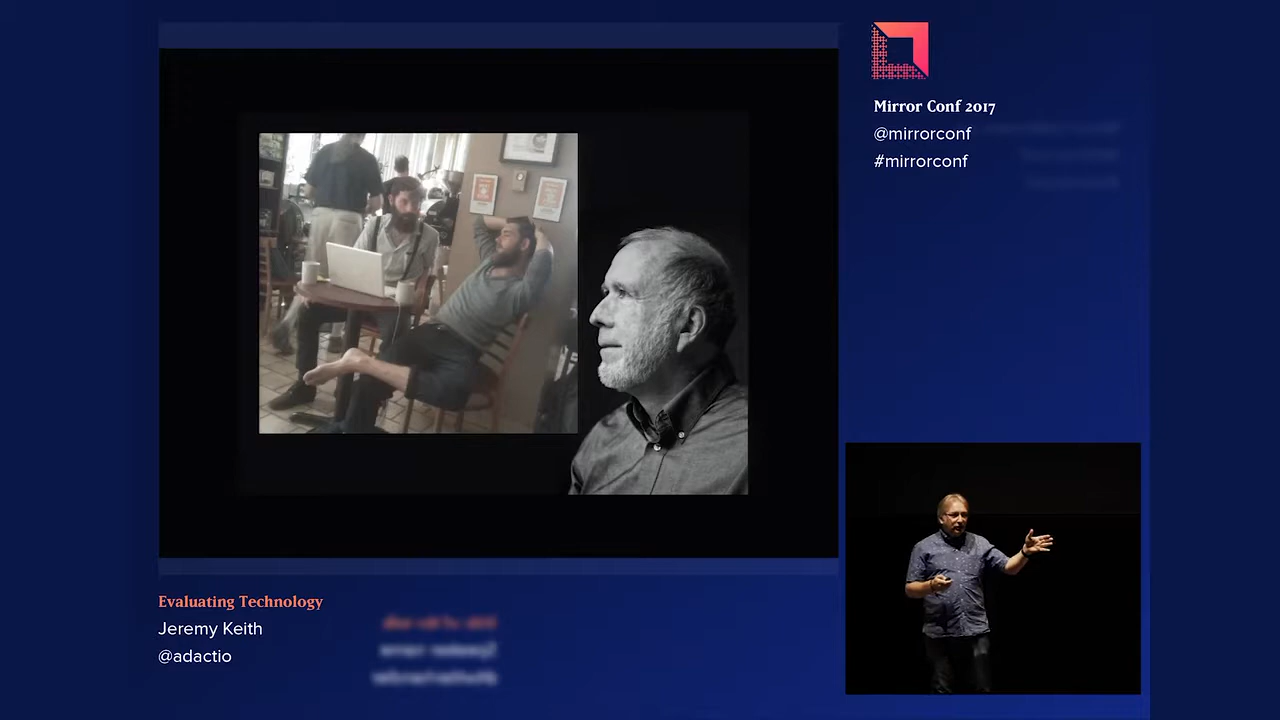 Mirror Conf 2017
@mirrorconf
#mirrorconf
Evaluating Technology
Jeremy Keith
@adactio